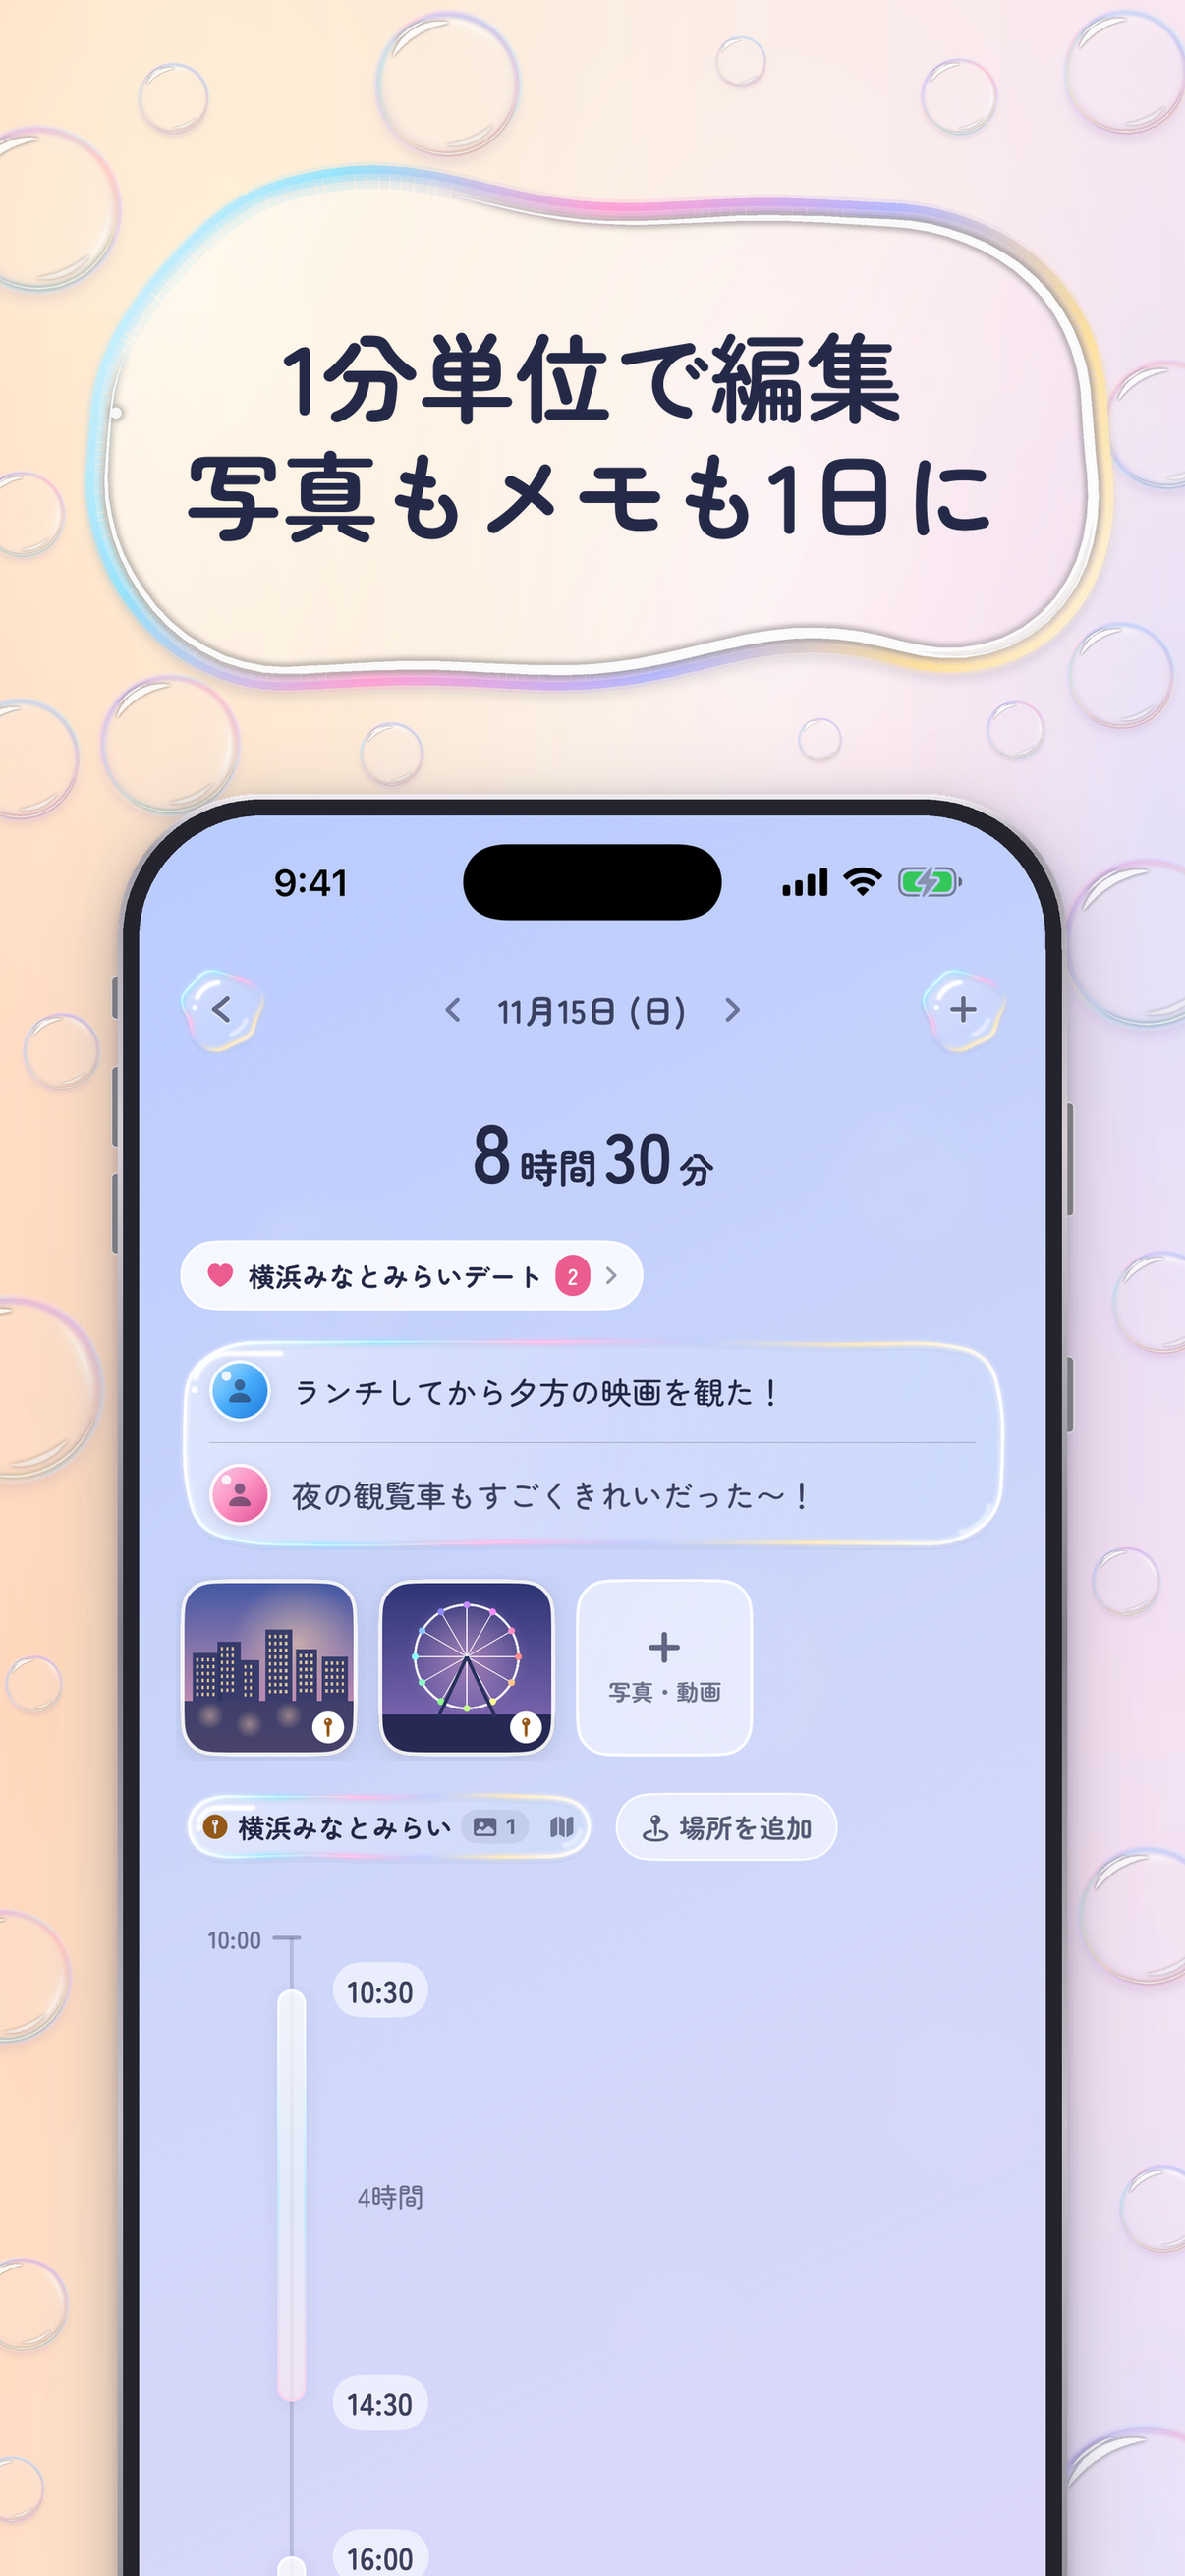 1分単位で編集
写真もメモも1日に
9:41
11月15日 (日)
8時間30分
横浜みなとみらいデート 2
ランチしてから夕方の映画を観た！
夜の観覧車もすごくきれいだった〜！
写真・動画
横浜みなとみらい 1 場所を追加
10:00
10:30
4時間
14:30
16:00